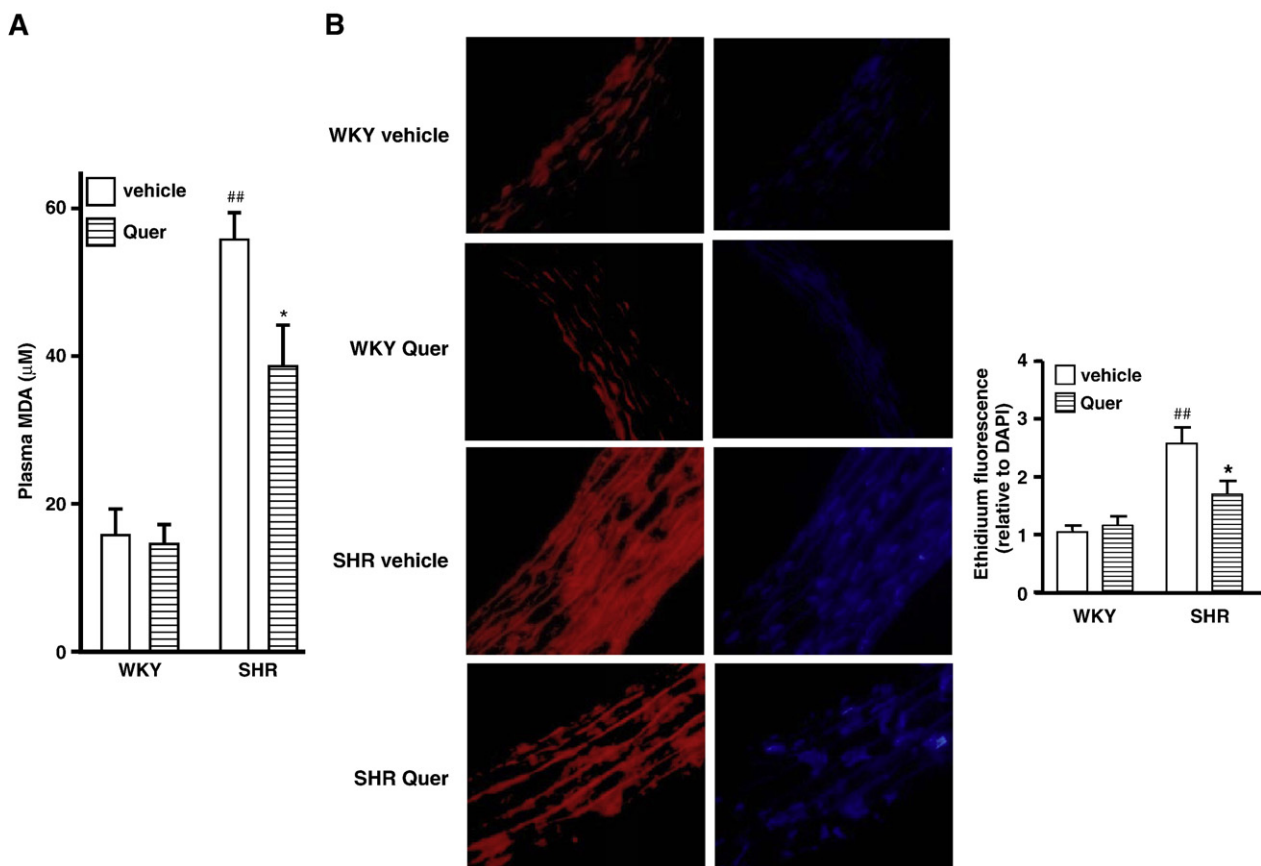 A
B
WKY vehicle
WKY Quer
SHR vehicle
SHR Quer
Plasma MDA (µM)
60
40
20
0
vehicle
Quer
##
*
WKY
SHR
Ethidiuum fluorescence
(relative to DAPI)
4
3
2
1
0
vehicle
Quer
##
*
WKY
SHR